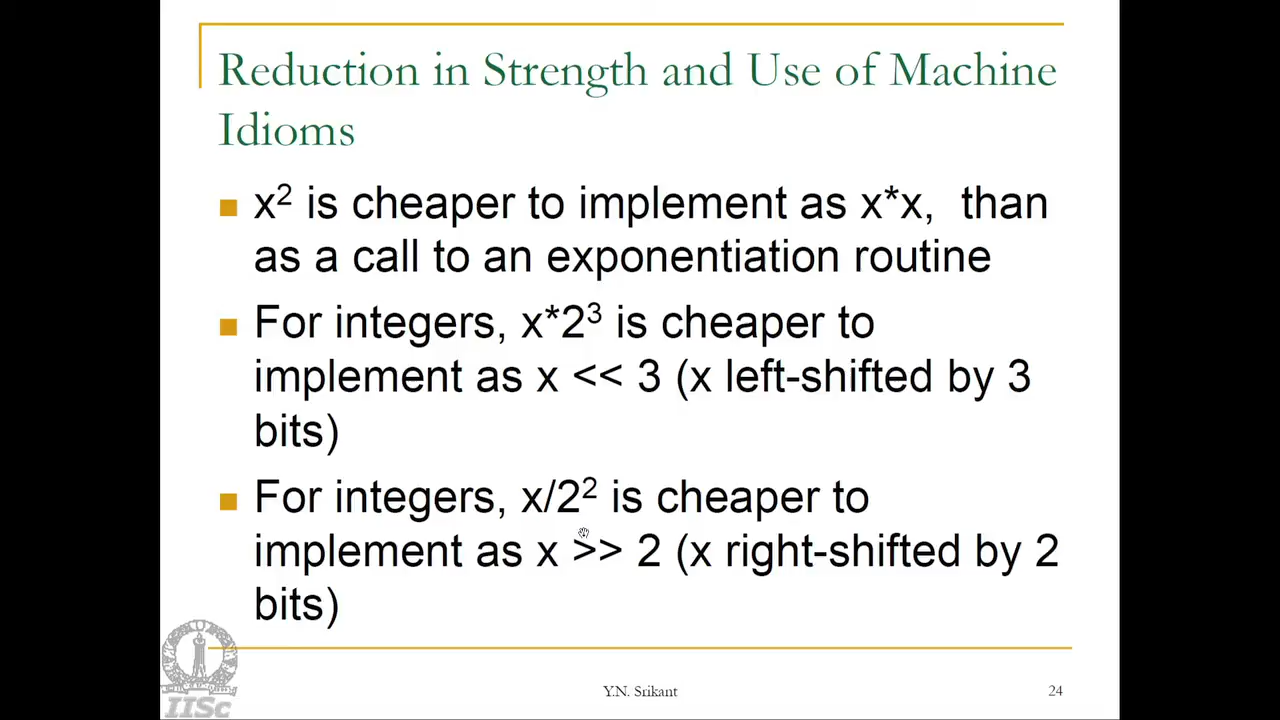 Reduction in Strength and Use of Machine
Idioms
x² is cheaper to implement as x*x, than
as a call to an exponentiation routine
For integers, x*2³ is cheaper to
implement as x << 3 (x left-shifted by 3
bits)
For integers, x/2² is cheaper to
implement as x >> 2 (x right-shifted by 2
bits)
IISc
Y.N. Srikant
24